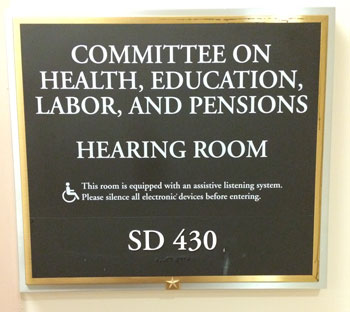 COMMITTEE ON
HEALTH, EDUCATION,
LABOR, AND PENSIONS
HEARING ROOM
This room is equipped with an assistive listening system.
Please silence all electronic devices before entering.
SD 430